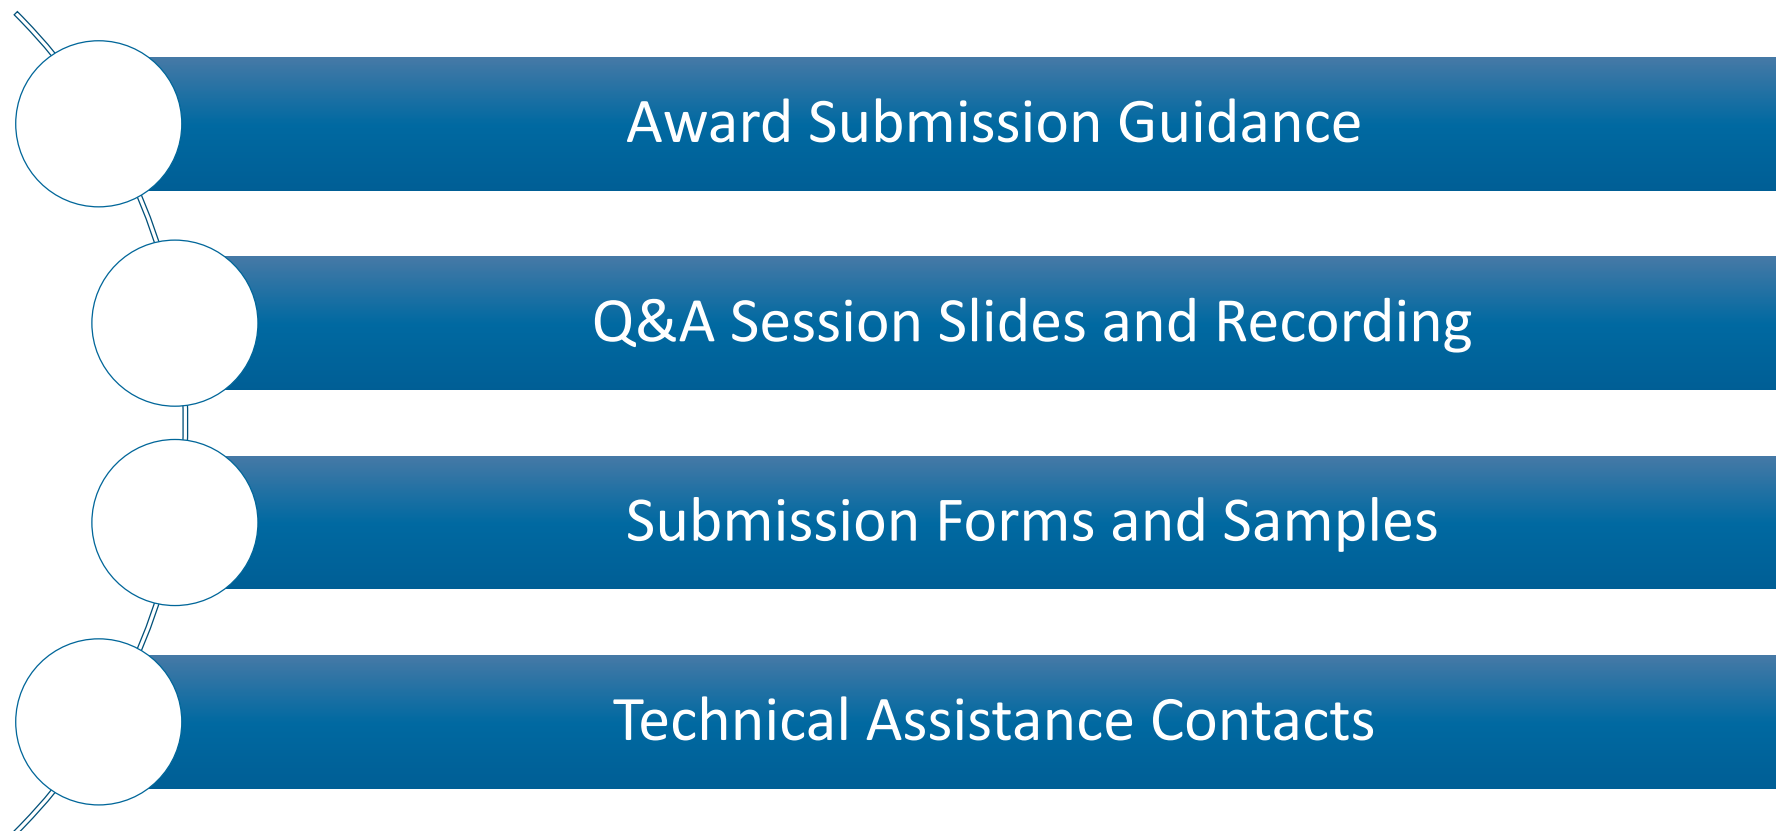 Award Submission Guidance
Q&A Session Slides and Recording
Submission Forms and Samples
Technical Assistance Contacts